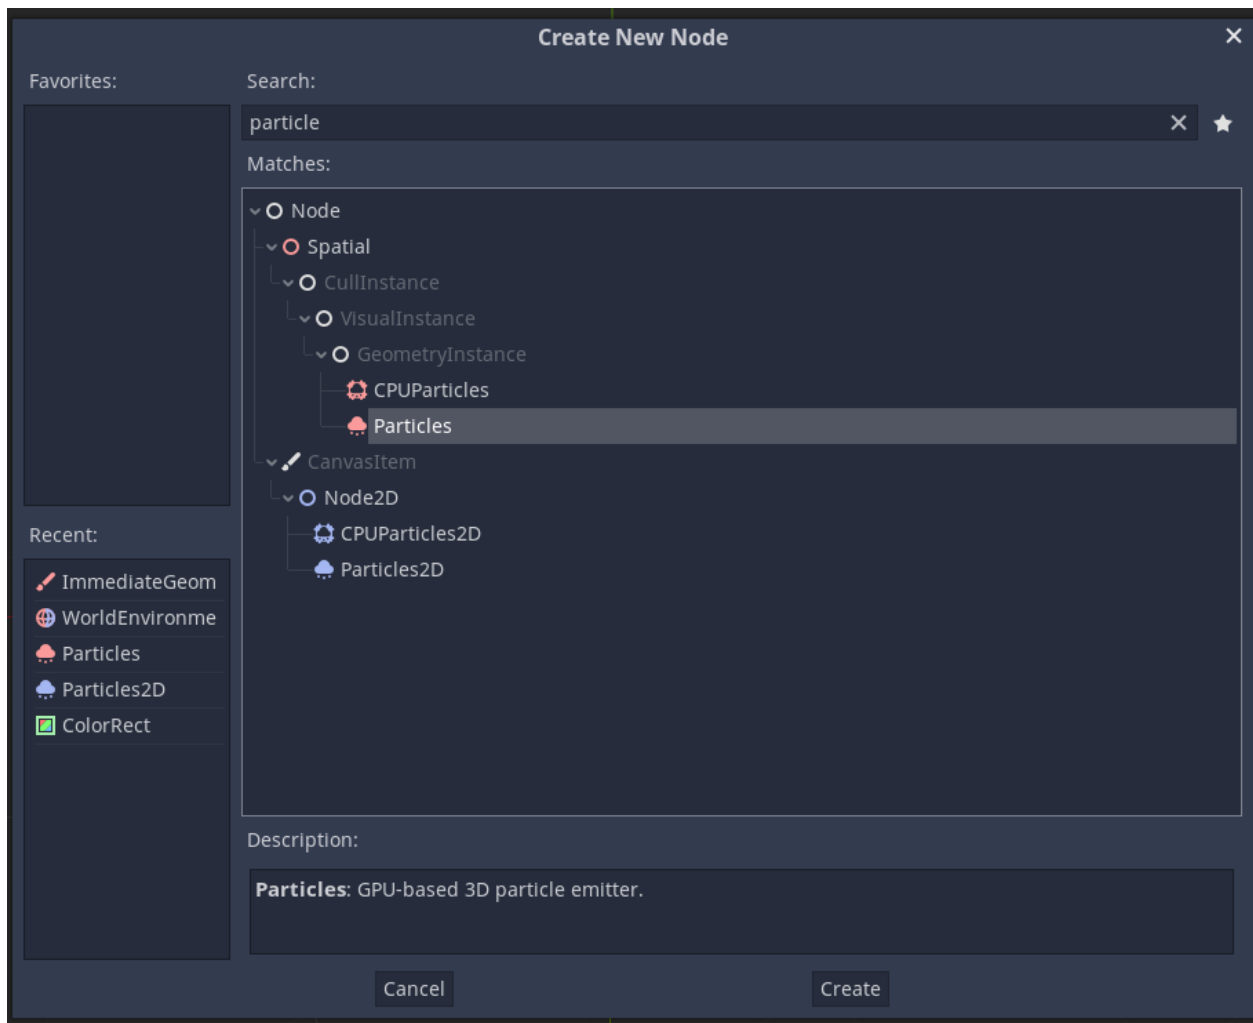 Create New Node
Favorites:
Search:
particle
Matches:
Node
Spatial
CullInstance
VisualInstance
GeometryInstance
CPUParticles
Particles
CanvasItem
Node2D
CPUParticles2D
Particles2D
Recent:
ImmediateGeom
WorldEnvironme
Particles
Particles2D
ColorRect
Description:
Particles: GPU-based 3D particle emitter.
Cancel
Create